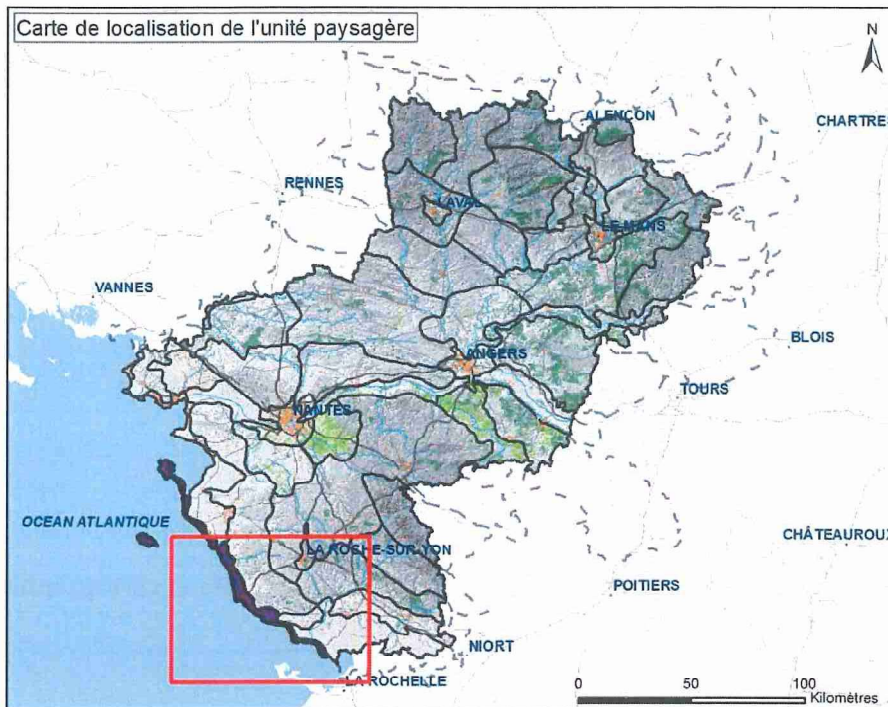 Carte de localisation de l'unité paysagère
N
ALENÇON
CHARTRES
RENNES
LAVAL
LE MANS
VANNES
BLOIS
ANGERS
TOURS
NANTES
OCEAN ATLANTIQUE
CHÂTEAUROUX
LA ROCHE-SUR-YON
POITIERS
NIORT
LA ROCHELLE
0 50 100
Kilomètres